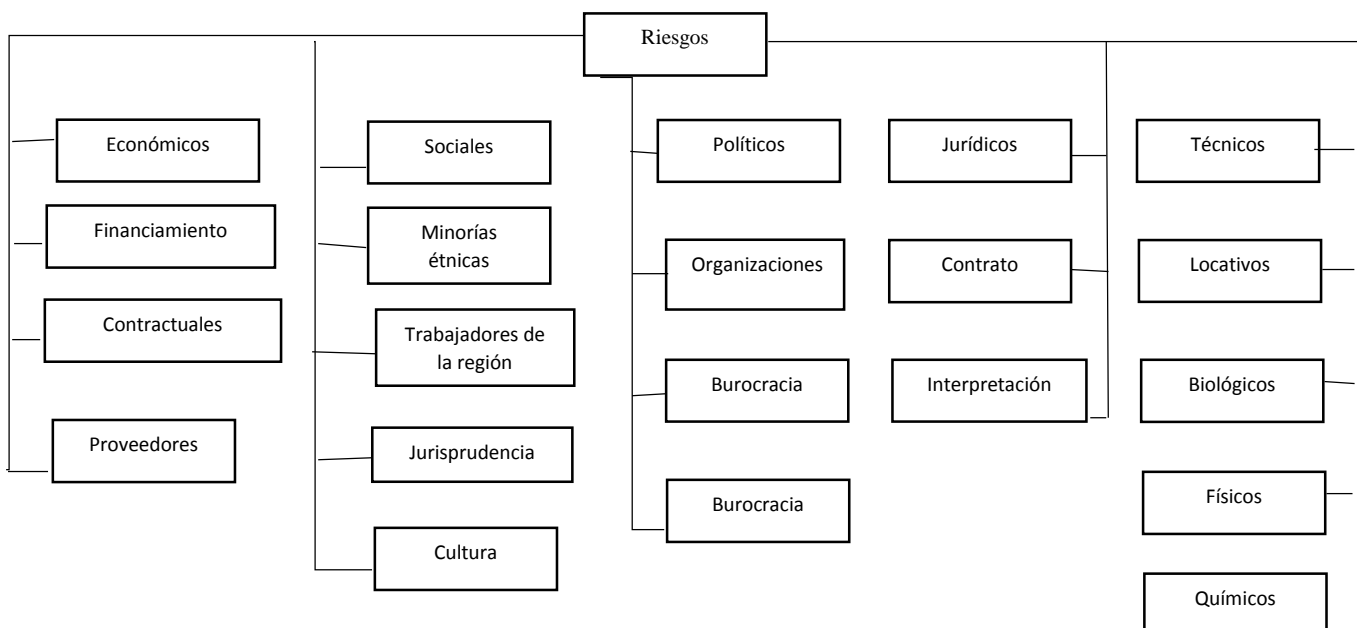 Riesgos
Económicos
Financiamiento
Contractuales
Proveedores
Sociales
Minorías
étnicas
Trabajadores de
la región
Jurisprudencia
Cultura
Políticos
Organizaciones
Burocracia
Burocracia
Jurídicos
Contrato
Interpretación
Técnicos
Locativos
Biológicos
Físicos
Químicos